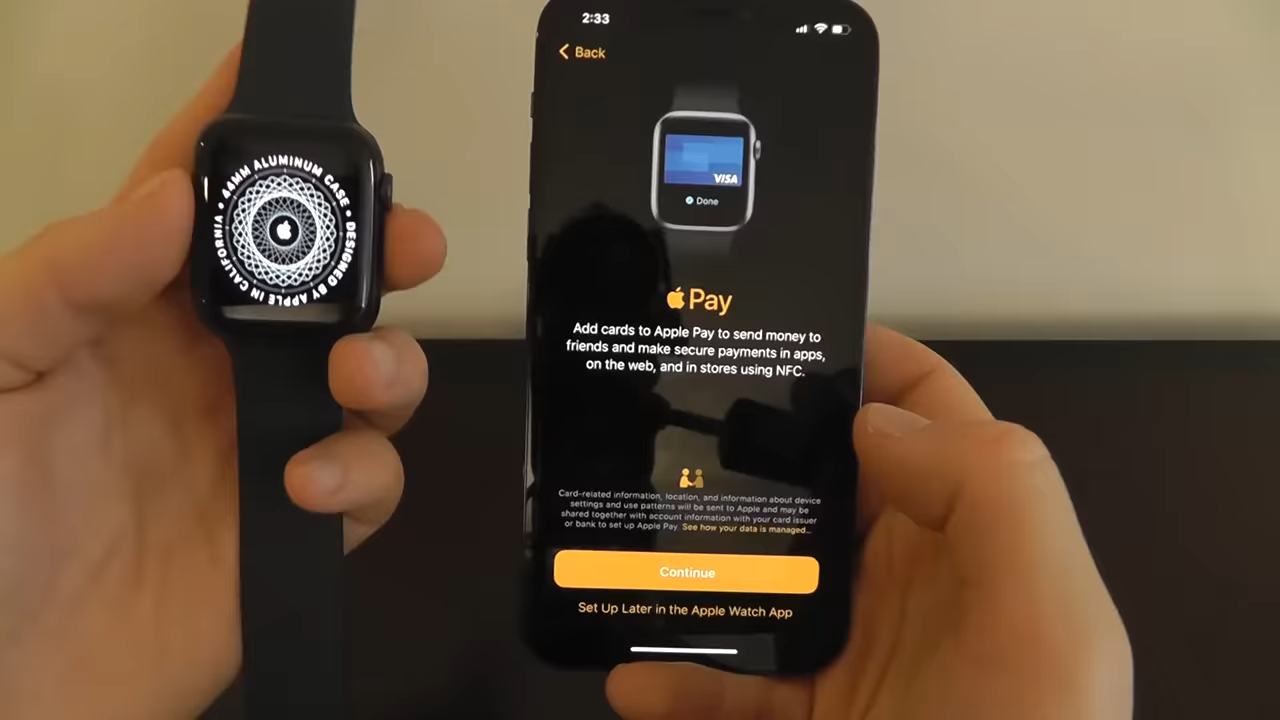 44MM ALUMINUM CASE • DESIGNED BY APPLE IN CALIFORNIA •
2:33
Back
VISA
Done
Pay
Add cards to Apple Pay to send money to
friends and make secure payments in apps,
on the web, and in stores using NFC.
Card-related information, location, and information about device
settings and use patterns will be sent to Apple and may be
shared together with account information with your card issuer
or bank to set up Apple Pay. See how your data is managed...
Continue
Set Up Later in the Apple Watch App